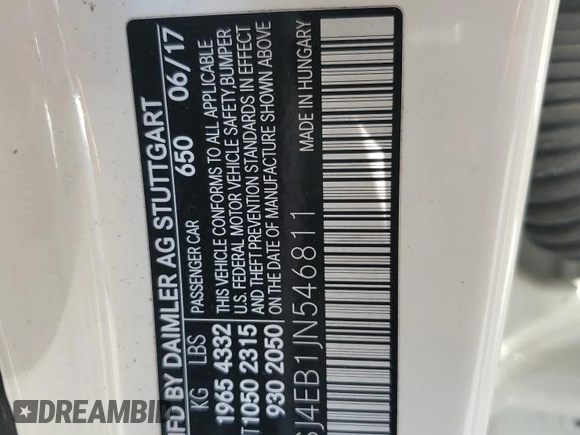 MFD BY DAIMLER AG STUTTGART
KG LBS PASSENGER CAR 650 06/17
1965 4332 THIS VEHICLE CONFORMS TO ALL APPLICABLE
1050 2315 U.S. FEDERAL MOTOR VEHICLE SAFETY,BUMPER
930 2050 AND THEFT PREVENTION STANDARDS IN EFFECT
ON THE DATE OF MANUFACTURE SHOWN ABOVE
MADE IN HUNGARY
J4EB1JN546811
DREAMBID